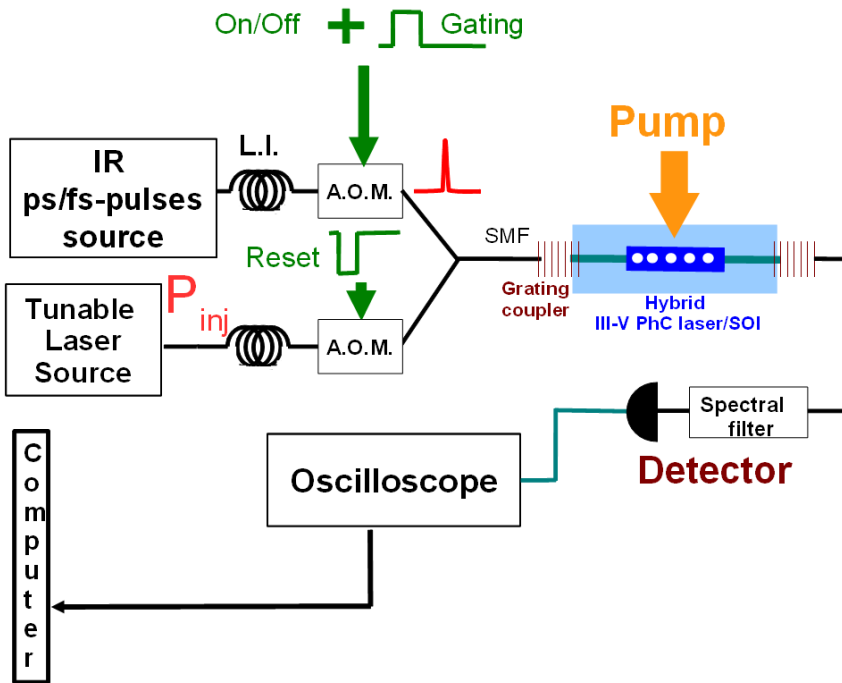 On/Off
Gating
Pump
IR
ps/fs-pulses
source
L.I.
A.O.M.
SMF
Reset
Grating
coupler
Hybrid
III-V PhC laser/SOI
Tunable
Laser
Source
P inj
A.O.M.
Spectral
filter
Detector
Oscilloscope
Computer